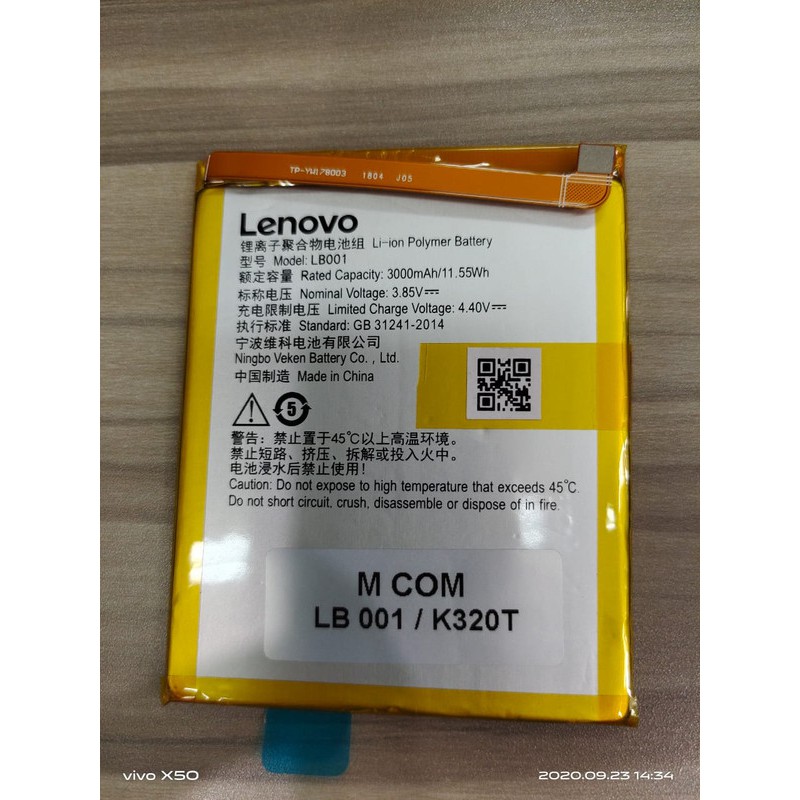 TP-YW178003 1804 J05
Lenovo
锂离子聚合物电池组 Li-ion Polymer Battery
型号 Model: LB001
额定容量 Rated Capacity: 3000mAh/11.55Wh
标称电压 Nominal Voltage: 3.85V⎓
充电限制电压 Limited Charge Voltage: 4.40V⎓
执行标准 Standard: GB 31241-2014
宁波维科电池有限公司
Ningbo Veken Battery Co. , Ltd.
中国制造 Made in China
5
警告: 禁止置于45℃以上高温环境。
禁止短路、挤压、拆解或投入火中。
电池浸水后禁止使用!
Caution: Do not expose to high temperature that exceeds 45℃.
Do not short circuit, crush, disassemble or dispose of in fire.
M COM
LB 001 / K320T
vivo X50
2020.09.23 14:34